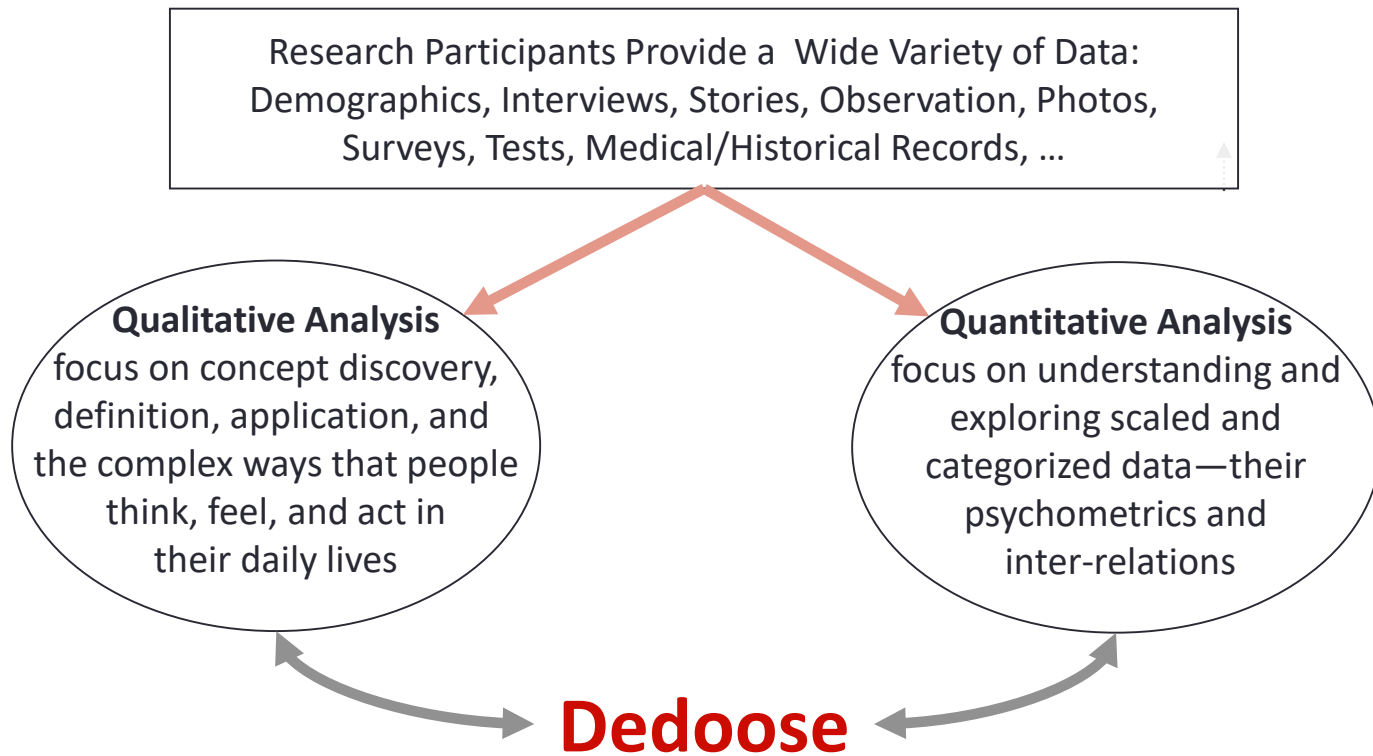 Research Participants Provide a Wide Variety of Data:
Demographics, Interviews, Stories, Observation, Photos,
Surveys, Tests, Medical/Historical Records, …
Qualitative Analysis
focus on concept discovery,
definition, application, and
the complex ways that people
think, feel, and act in
their daily lives
Quantitative Analysis
focus on understanding and
exploring scaled and
categorized data—their
psychometrics and
inter-relations
Dedoose